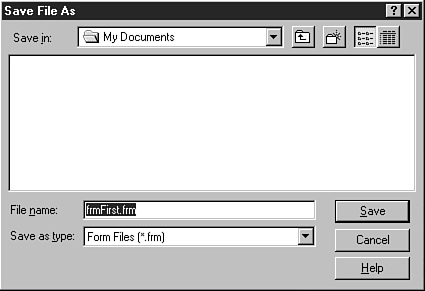 Save File As
Save in: My Documents
File name: frmFirst.frm Save
Save as type: Form Files (*.frm) Cancel
Help